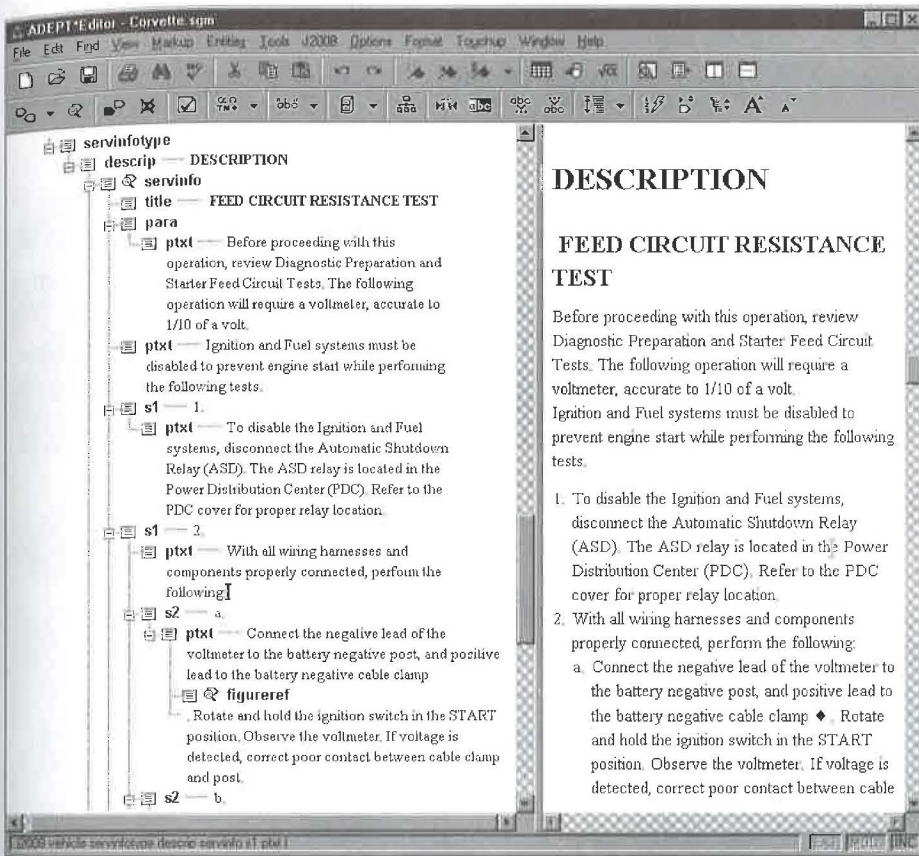 ADEPT*Editor - Corvette.sgm
File Edit Find View Markup Entities Tools J2008 Options Format Touchup Window Help
servinfotype
descrip DESCRIPTION
servinfo
title FEED CIRCUIT RESISTANCE TEST
para
ptxt Before proceeding with this
operation, review Diagnostic Preparation and
Starter Feed Circuit Tests. The following
operation will require a voltmeter, accurate to
1/10 of a volt.
ptxt Ignition and Fuel systems must be
disabled to prevent engine start while performing
the following tests.
s1 1.
ptxt To disable the Ignition and Fuel
systems, disconnect the Automatic Shutdown
Relay (ASD). The ASD relay is located in the
Power Distribution Center (PDC). Refer to the
PDC cover for proper relay location.
s1 2.
ptxt With all wiring harnesses and
components properly connected, perform the
following
s2 a.
ptxt Connect the negative lead of the
voltmeter to the battery negative post, and positive
lead to the battery negative cable clamp
figureref
. Rotate and hold the ignition switch in the START
position. Observe the voltmeter. If voltage is
detected, correct poor contact between cable clamp
and post.
s2 b.
DESCRIPTION
FEED CIRCUIT RESISTANCE
TEST
Before proceeding with this operation, review
Diagnostic Preparation and Starter Feed Circuit
Tests. The following operation will require a
voltmeter, accurate to 1/10 of a volt.
Ignition and Fuel systems must be disabled to
prevent engine start while performing the following
tests.
1. To disable the Ignition and Fuel systems,
disconnect the Automatic Shutdown Relay
(ASD). The ASD relay is located in the Power
Distribution Center (PDC). Refer to the PDC
cover for proper relay location.
2. With all wiring harnesses and components
properly connected, perform the following:
a. Connect the negative lead of the voltmeter to
the battery negative post, and positive lead to
the battery negative cable clamp ♦ . Rotate
and hold the ignition switch in the START
position. Observe the voltmeter. If voltage is
detected, correct poor contact between cable
j2008 vehicle servinfotype descrip servinfo s1 ptxt